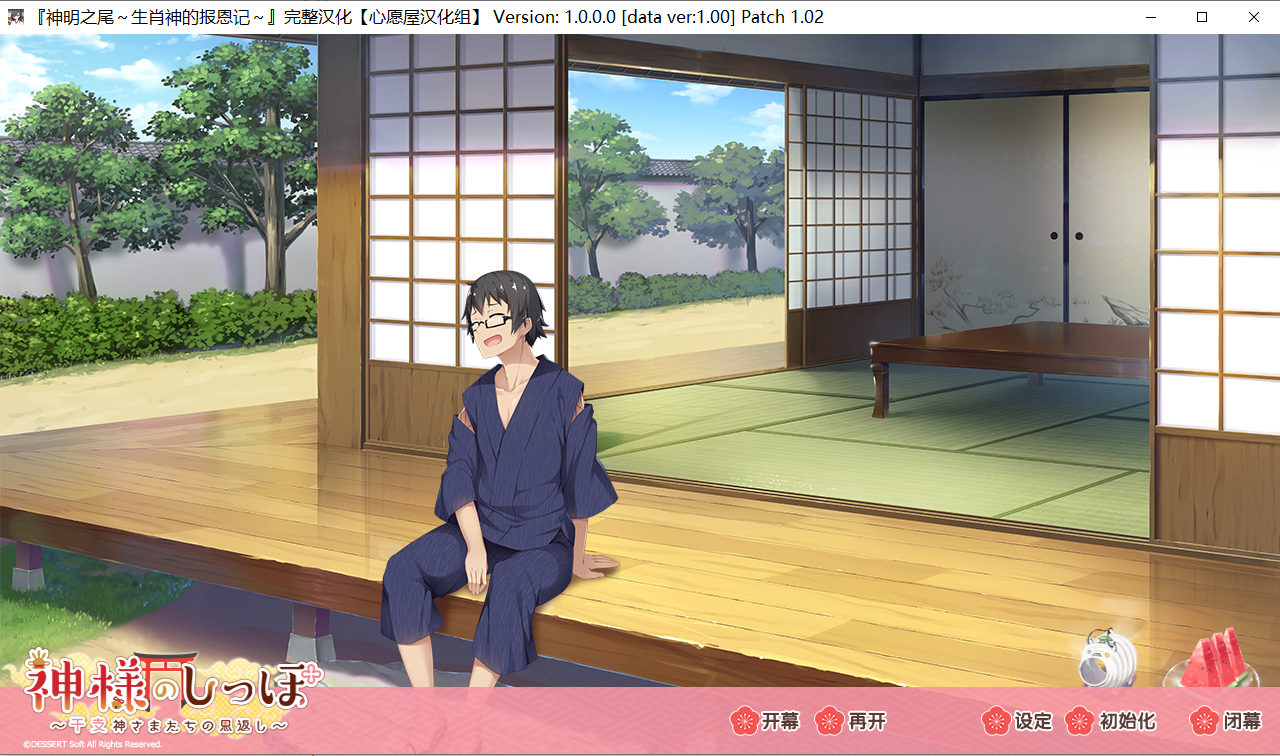 『神明之尾～生肖神的报恩记～』完整汉化【心愿屋汉化组】 Version: 1.0.0.0 [data ver:1.00] Patch 1.02
神様のしっぽ
～干支神さまたちの恩返し～
©DESSERT Soft All Rights Reserved.
开幕 再开 设定 初始化 闭幕